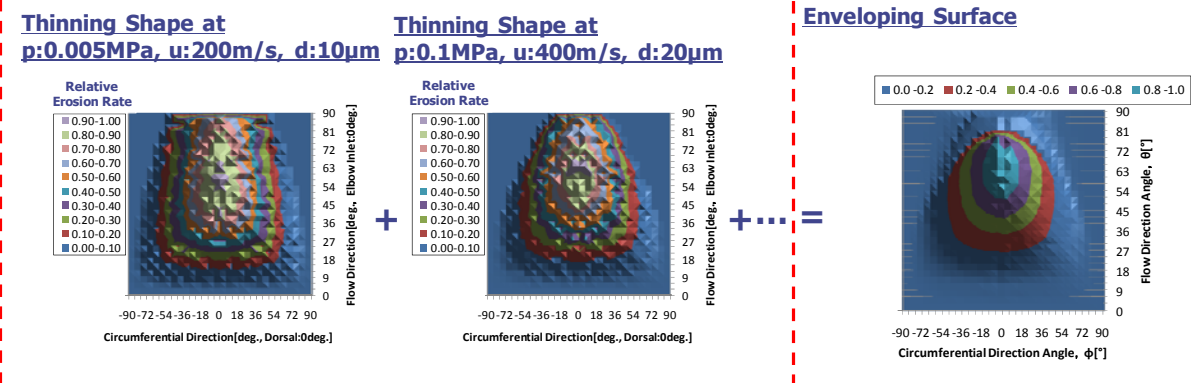 Thinning Shape at
p:0.005MPa, u:200m/s, d:10μm
Relative
Erosion Rate
0.90-1.00
0.80-0.90
0.70-0.80
0.60-0.70
0.50-0.60
0.40-0.50
0.30-0.40
0.20-0.30
0.10-0.20
0.00-0.10
90
81
72
63
54
45
36
27
18
9
0
Flow Direction[deg., Elbow Inlet:0deg.]
-90-72-54-36-18 0 18 36 54 72 90
Circumferential Direction[deg., Dorsal:0deg.]
+
Thinning Shape at
p:0.1MPa, u:400m/s, d:20μm
Relative
Erosion Rate
0.90-1.00
0.80-0.90
0.70-0.80
0.60-0.70
0.50-0.60
0.40-0.50
0.30-0.40
0.20-0.30
0.10-0.20
0.00-0.10
90
81
72
63
54
45
36
27
18
9
0
Flow Direction[deg., Elbow Inlet:0deg.]
-90-72-54-36-18 0 18 36 54 72 90
Circumferential Direction[deg., Dorsal:0deg.]
+··· =
Enveloping Surface
0.0 -0.2 0.2 -0.4 0.4 -0.6 0.6 -0.8 0.8 -1.0
90
81
72
63
54
45
36
27
18
9
0
Flow Direction Angle, θ[°]
-90 -72 -54 -36 -18 0 18 36 54 72 90
Circumferential Direction Angle, φ[°]